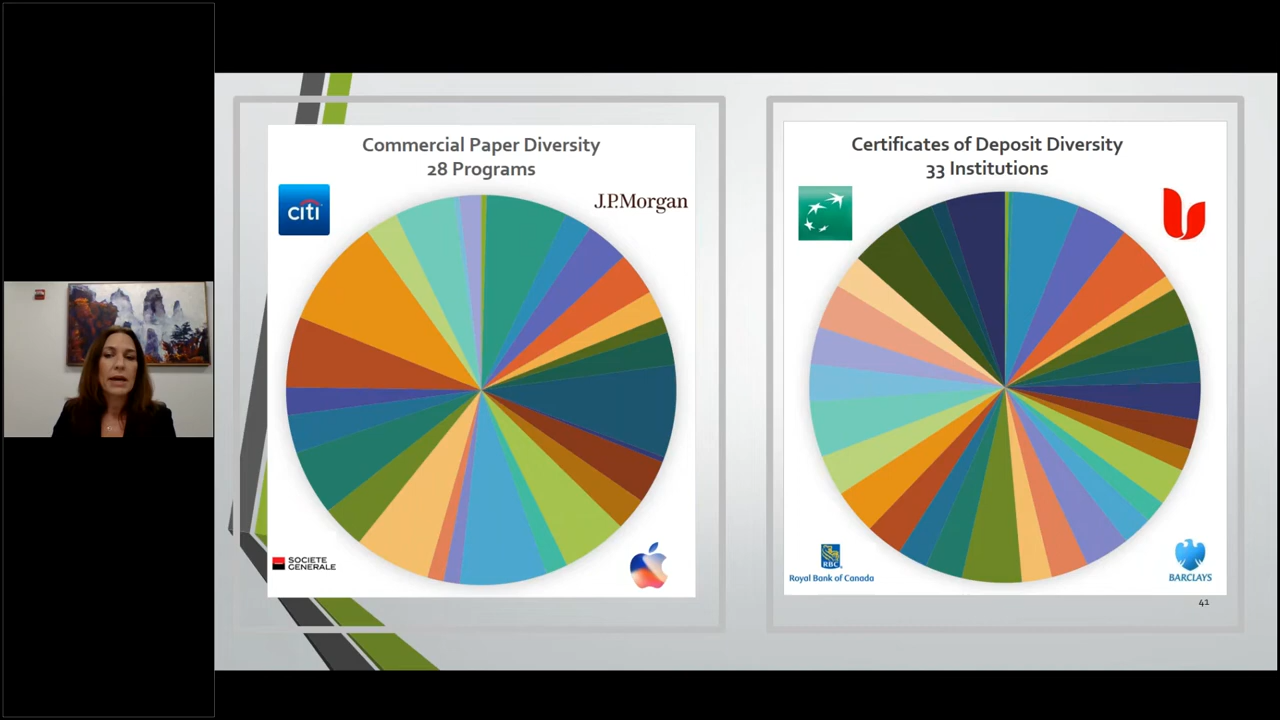 Commercial Paper Diversity
28 Programs
citi
J.P.Morgan
SOCIETE
GENERALE
Certificates of Deposit Diversity
33 Institutions
RBC
Royal Bank of Canada
BARCLAYS
41